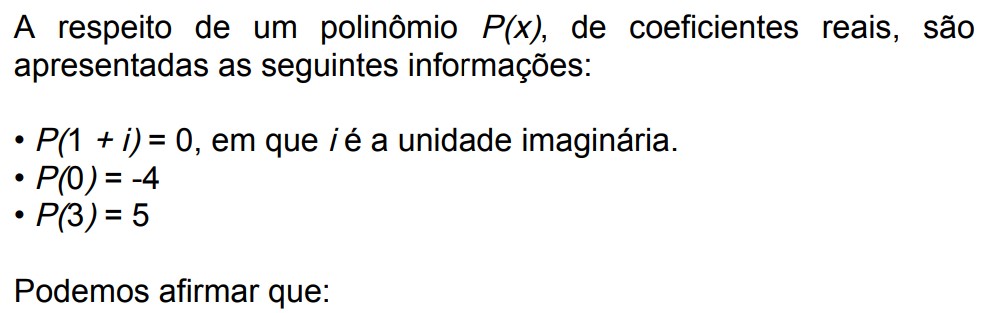 A respeito de um polinômio P(x), de coeficientes reais, são
apresentadas as seguintes informações:
• P(1 + i) = 0, em que i é a unidade imaginária.
• P(0) = -4
• P(3) = 5
Podemos afirmar que: